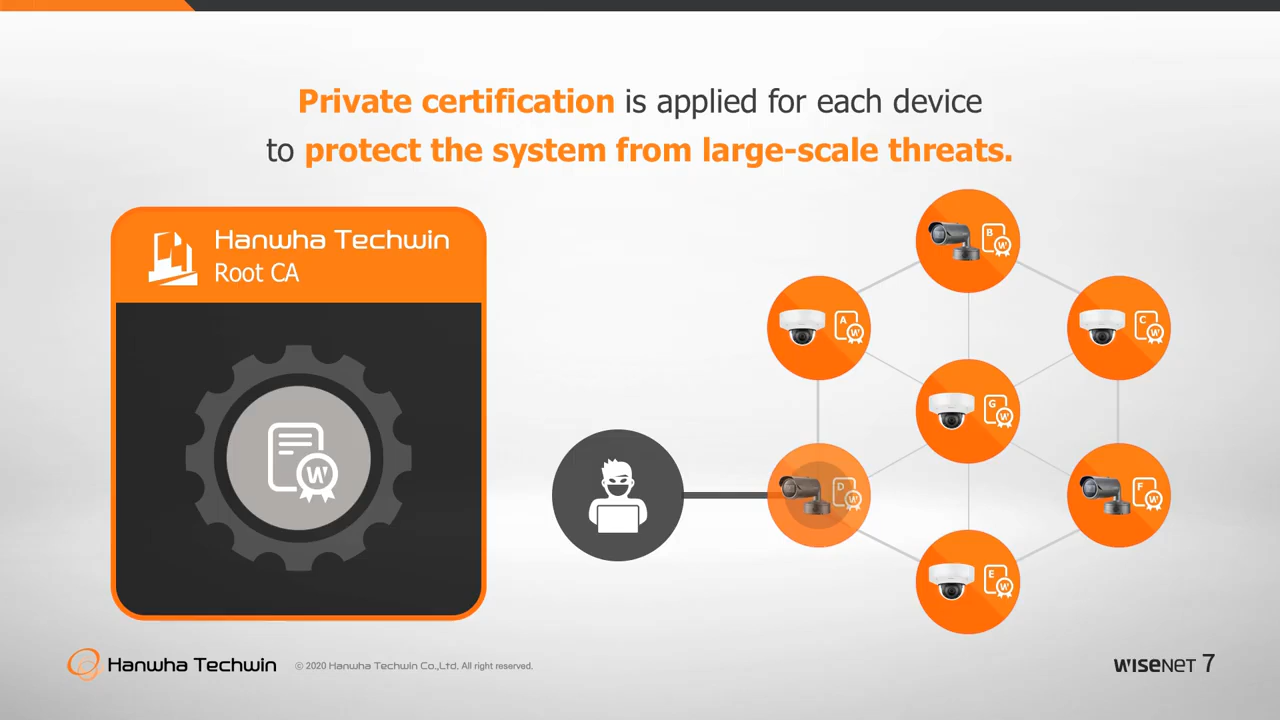 Private certification is applied for each device
to protect the system from large-scale threats.
Hanwha Techwin
Root CA
W
B
W
A
W
C
W
G
W
D
W
F
W
E
W
Hanwha Techwin
© 2020 Hanwha Techwin Co.,Ltd. All right reserved.
WISENET 7